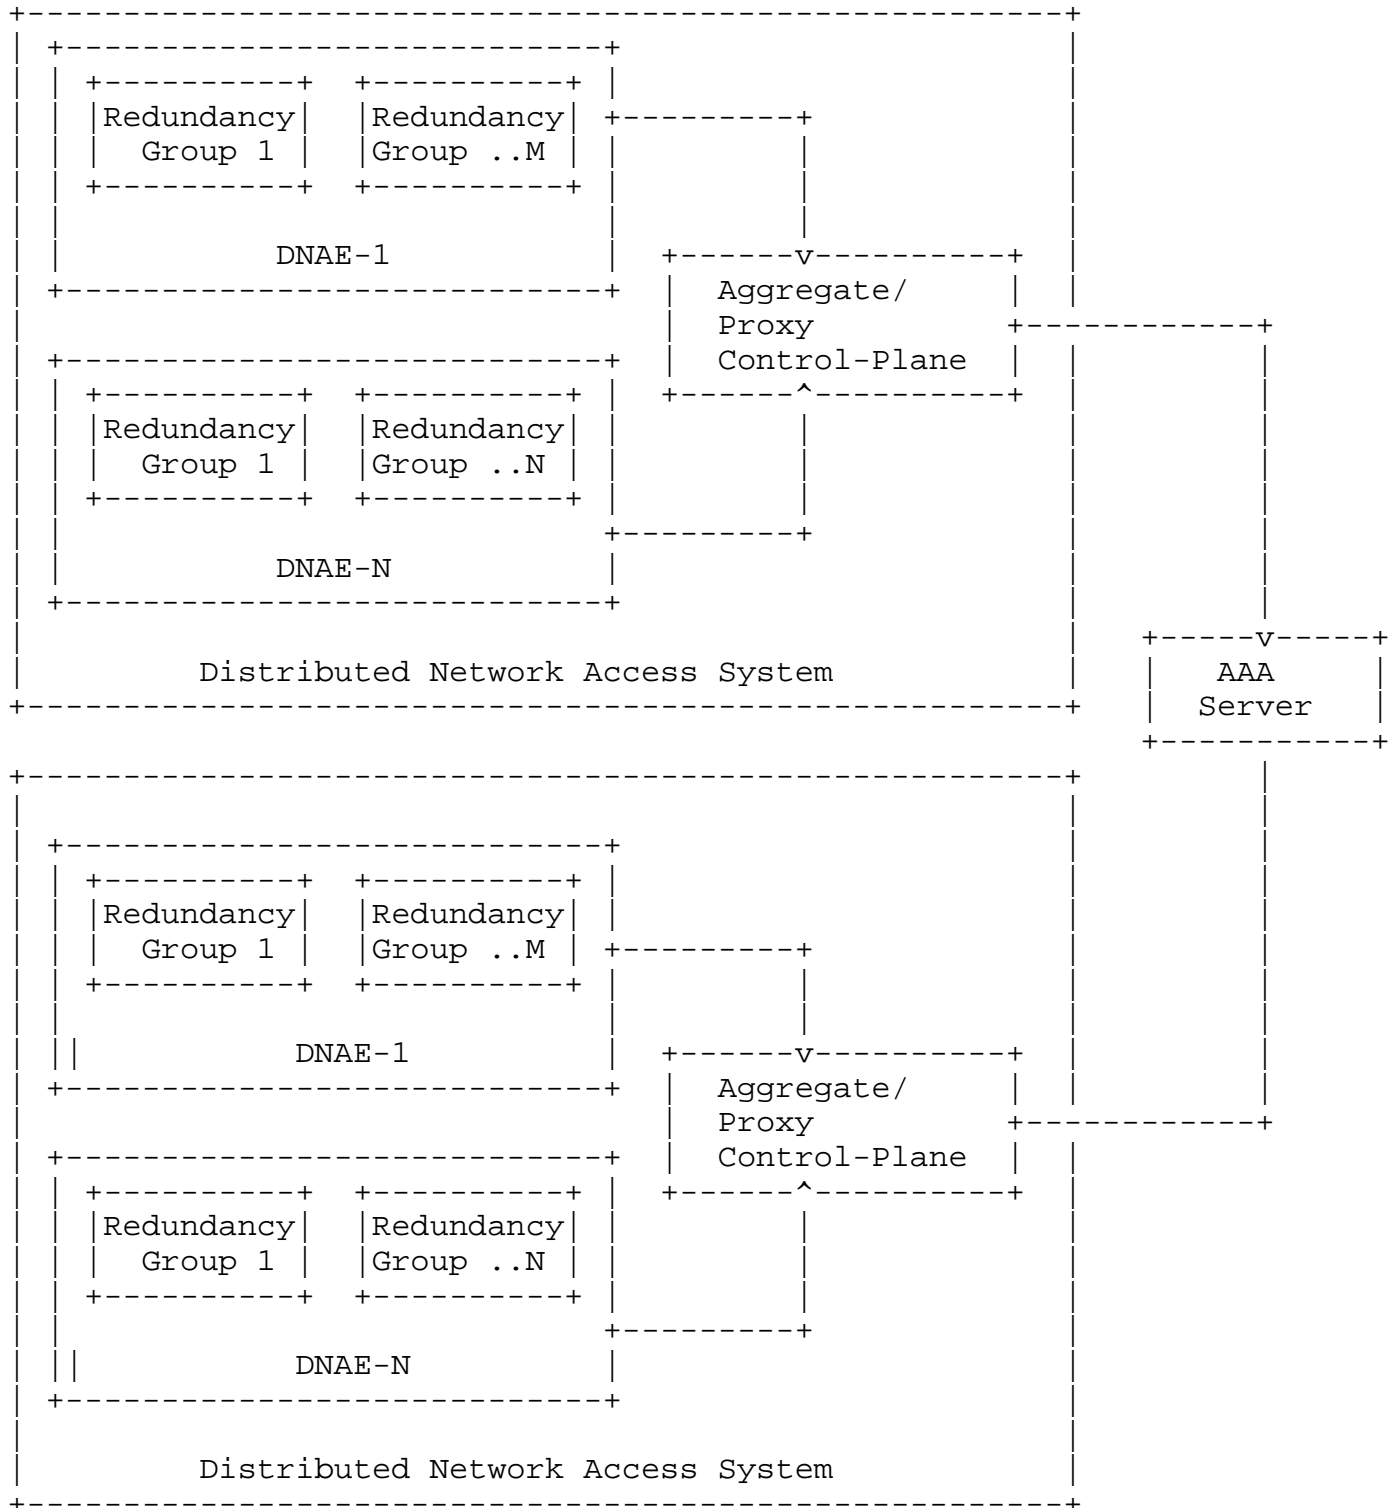 Redundancy Redundancy
Group 1 Group ..M
DNAE-1
Aggregate/
Proxy
Control-Plane
Redundancy Redundancy
Group 1 Group ..N
DNAE-N
Distributed Network Access System
AAA
Server
Redundancy Redundancy
Group 1 Group ..M
DNAE-1
Aggregate/
Proxy
Control-Plane
Redundancy Redundancy
Group 1 Group ..N
DNAE-N
Distributed Network Access System